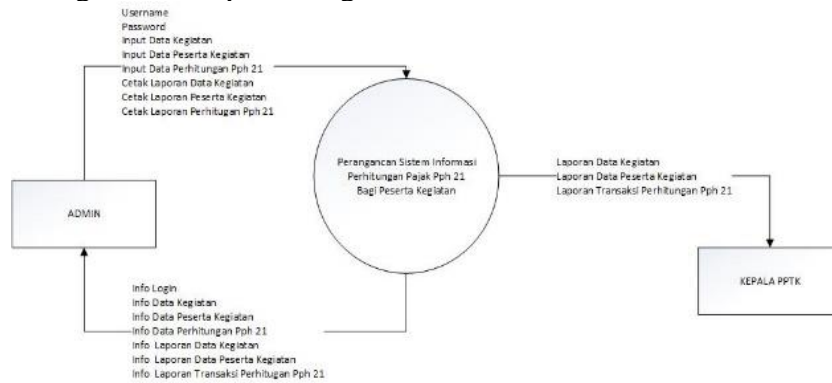 Username
Password
Input Data Kegiatan
Input Data Peserta Kegiatan
Input Data Perhitungan Pph 21
Cetak Laporan Data Kegiatan
Cetak Laporan Peserta Kegiatan
Cetak Laporan Perhitugan Pph 21
Perangancan Sistem Informasi
Perhitungan Pajak Pph 21
Bagi Peserta Kegiatan
Laporan Data Kegiatan
Laporan Data Peserta Kegiatan
Laporan Transaksi Perhitungan Pph 21
ADMIN
KEPALA PPTK
Info Login
Info Data Kegiatan
Info Data Peserta Kegiatan
Info Data Perhitungan Pph 21
Info Laporan Data Kegiatan
Info Laporan Data Peserta Kegiatan
Info Laporan Transaksi Perhitugan Pph 21